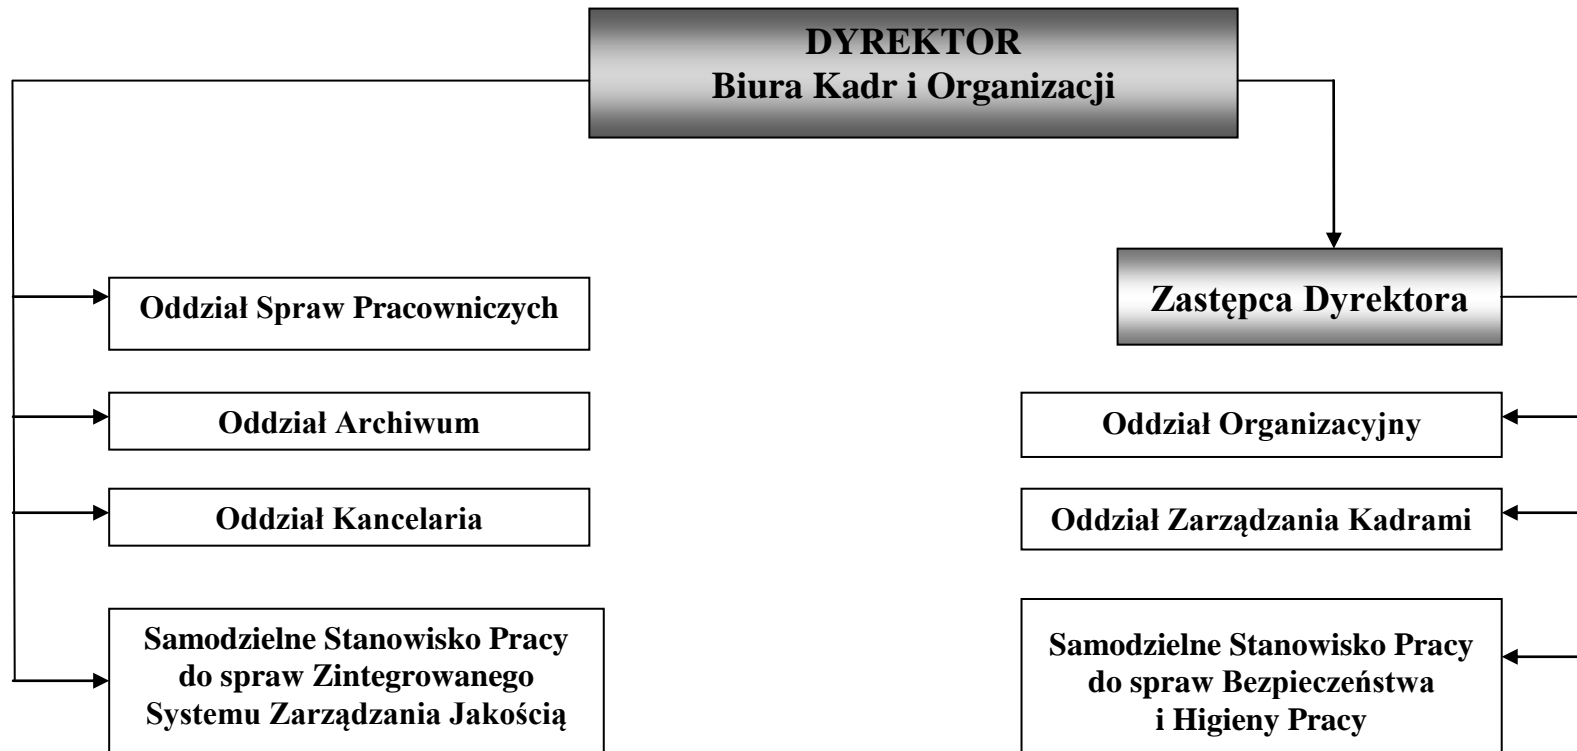 DYREKTOR
Biura Kadr i Organizacji
Zastępca Dyrektora
Oddział Spraw Pracowniczych
Oddział Archiwum
Oddział Kancelaria
Samodzielne Stanowisko Pracy
do spraw Zintegrowanego
Systemu Zarządzania Jakością
Oddział Organizacyjny
Oddział Zarządzania Kadrami
Samodzielne Stanowisko Pracy
do spraw Bezpieczeństwa
i Higieny Pracy